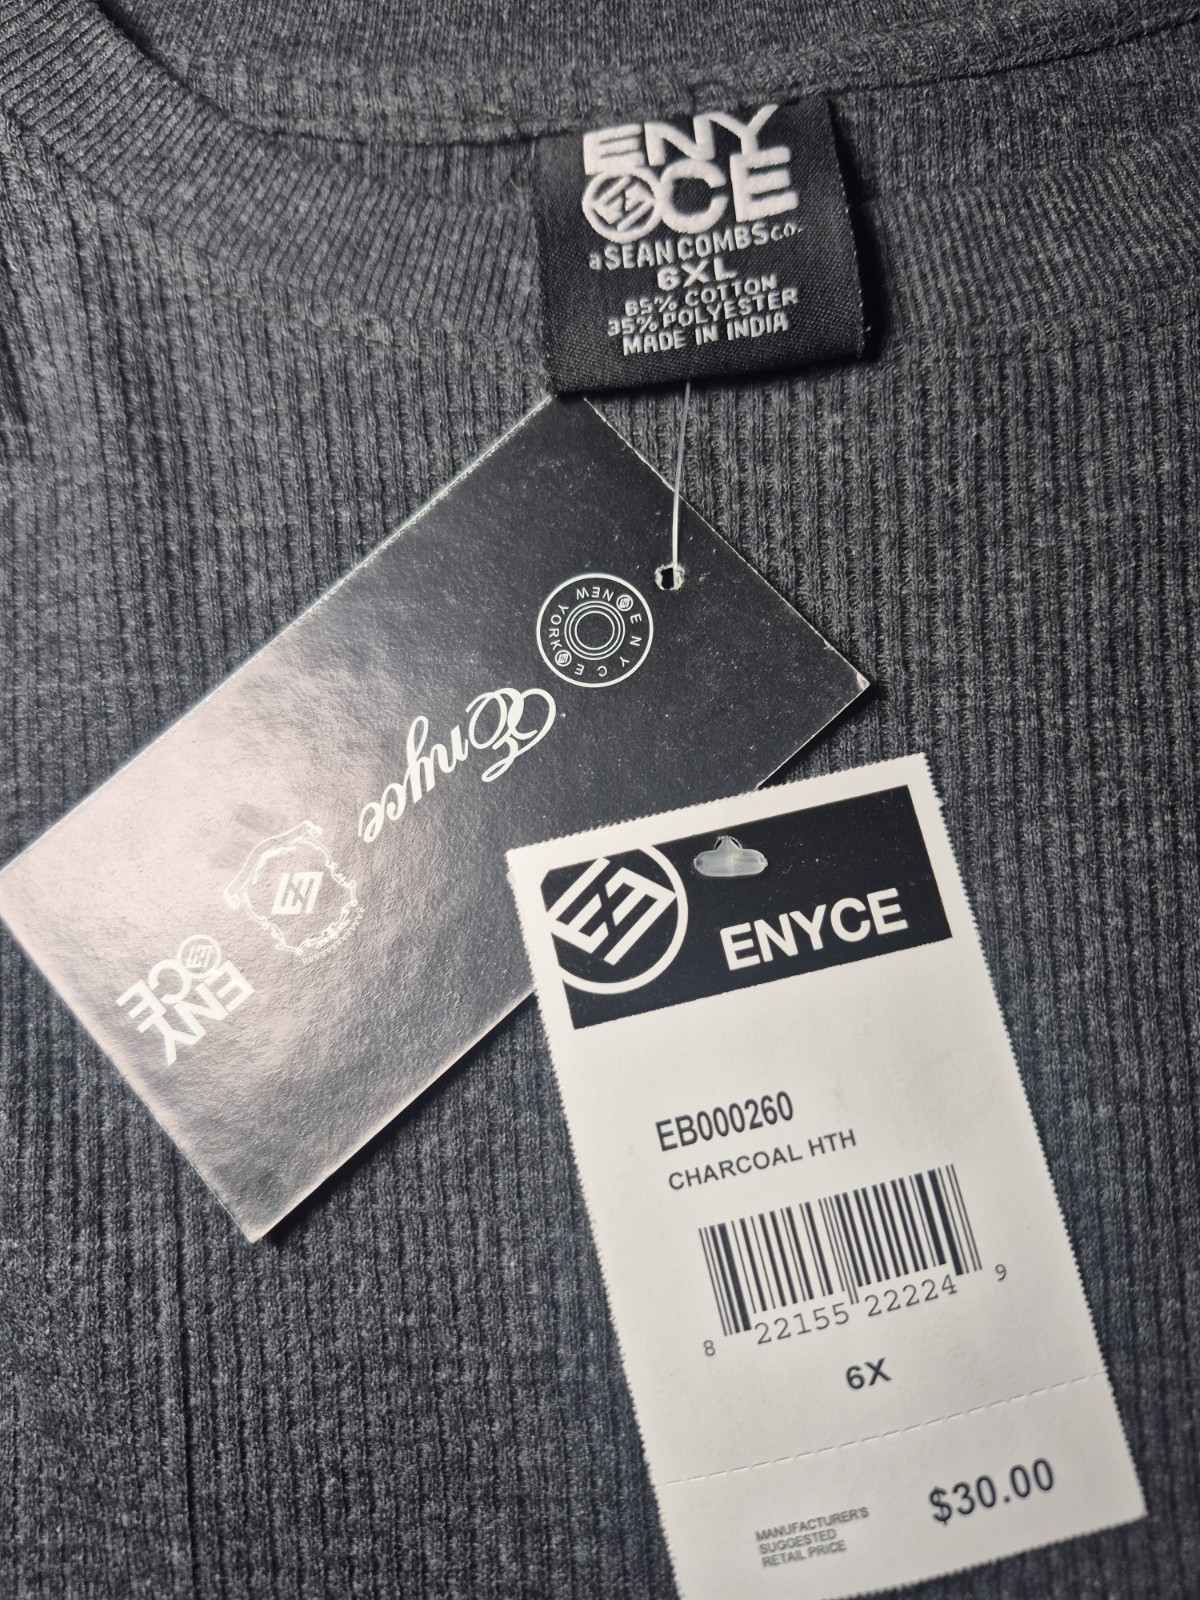 ENY
CE
a SEAN COMBS co.
6XL
65% COTTON
35% POLYESTER
MADE IN INDIA
ENYCE NEW YORK
Enyce
ENY
CE
ENYCE
EB000260
CHARCOAL HTH
8 22155 22224 9
6X
$30.00
MANUFACTURER'S
SUGGESTED
RETAIL PRICE